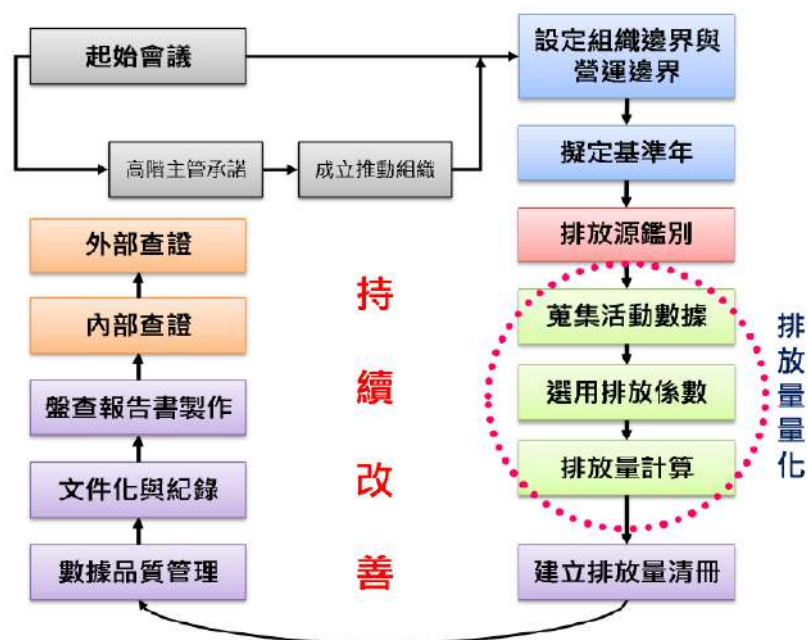 起始會議
高階主管承諾
成立推動組織
設定組織邊界與
營運邊界
擬定基準年
排放源鑑別
蒐集活動數據
選用排放係數
排放量計算
排放量量化
建立排放量清冊
數據品質管理
文件化與紀錄
盤查報告書製作
內部查證
外部查證
持續改善